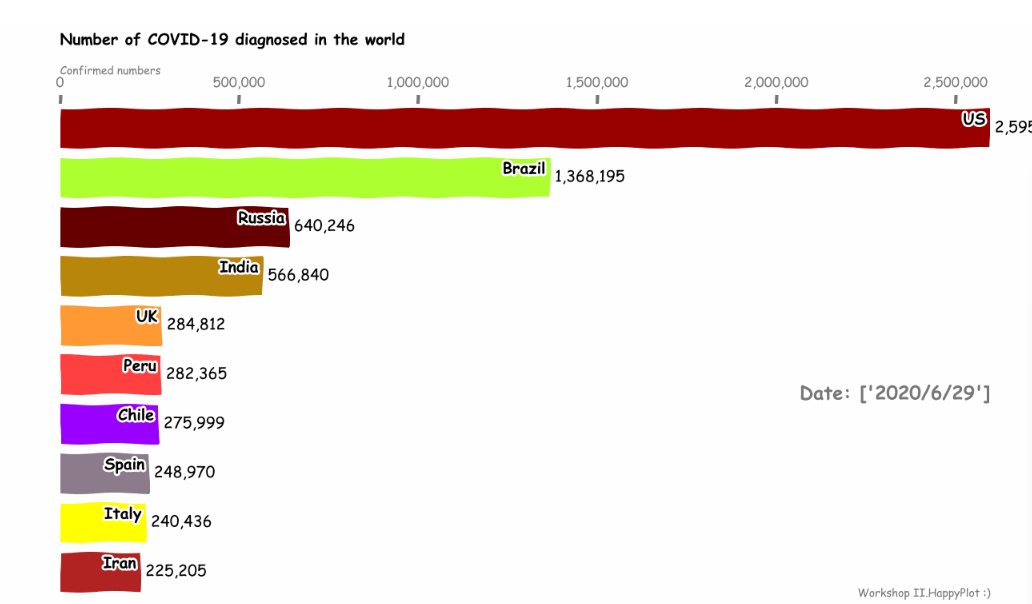 Number of COVID-19 diagnosed in the world
Confirmed numbers
0 500,000 1,000,000 1,500,000 2,000,000 2,500,000
US
Brazil 1,368,195
Russia 640,246
India 566,840
UK 284,812
Peru 282,365
Date: ['2020/6/29']
Chile 275,999
Spain 248,970
Italy 240,436
Iran 225,205
Workshop II.HappyPlot :)